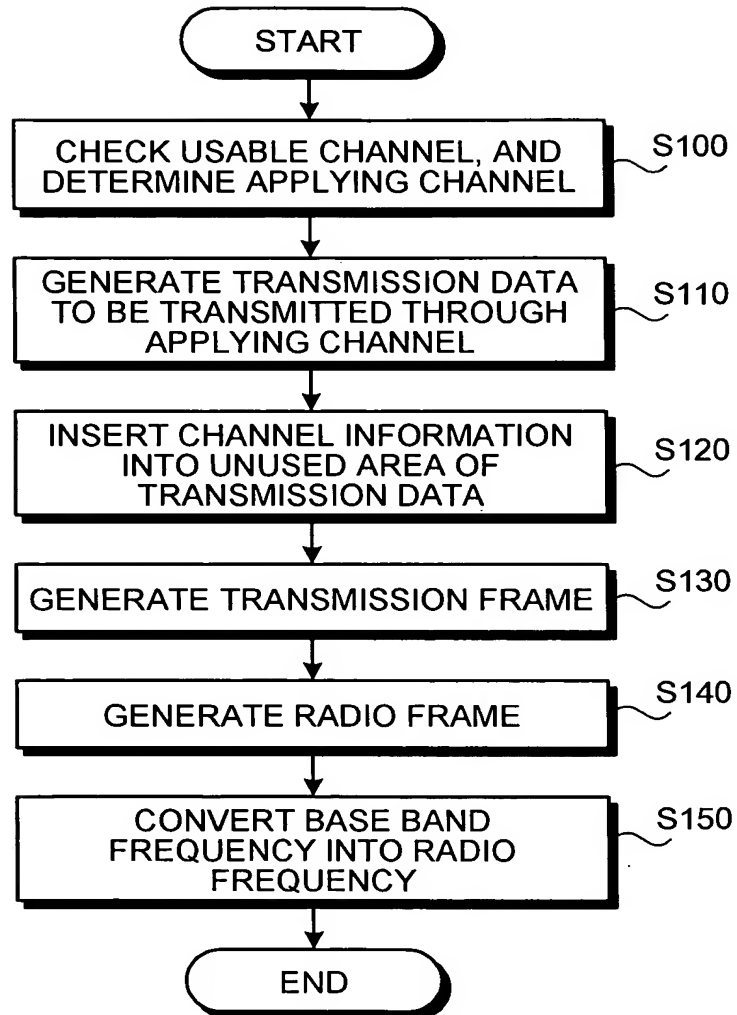 START
CHECK USABLE CHANNEL, AND
DETERMINE APPLYING CHANNEL
S100
GENERATE TRANSMISSION DATA
TO BE TRANSMITTED THROUGH
APPLYING CHANNEL
S110
INSERT CHANNEL INFORMATION
INTO UNUSED AREA OF
TRANSMISSION DATA
S120
GENERATE TRANSMISSION FRAME
S130
GENERATE RADIO FRAME
S140
CONVERT BASE BAND
FREQUENCY INTO RADIO
FREQUENCY
S150
END